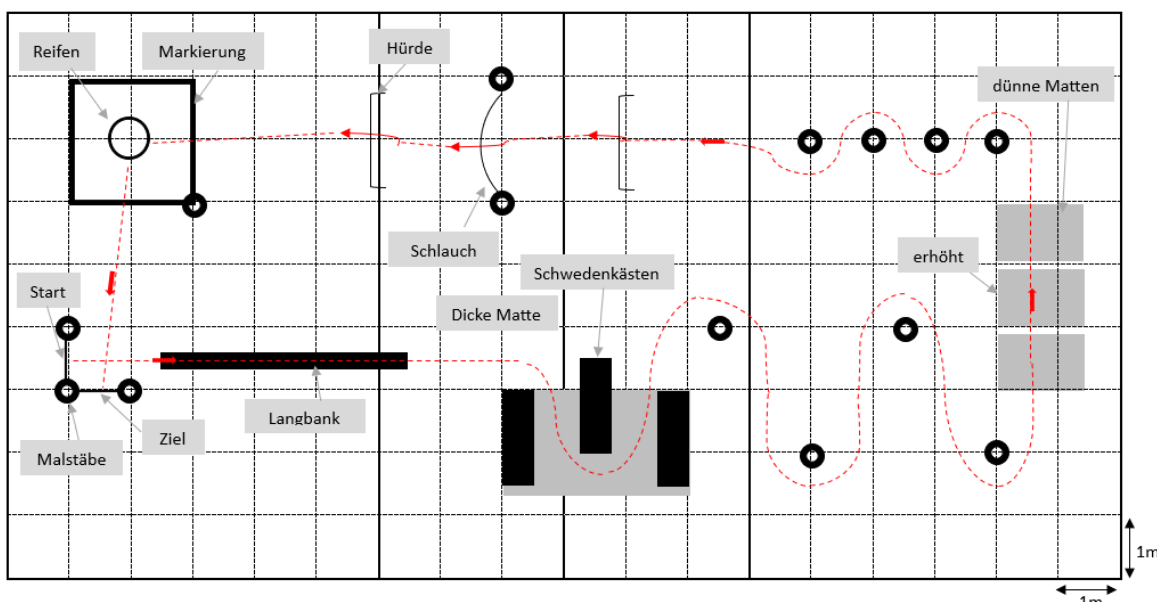 Reifen
Markierung
Hürde
dünne Matten
Schlauch
erhöht
Schwedenkästen
Start
Dicke Matte
Langbank
Ziel
Malstäbe
1m
1m